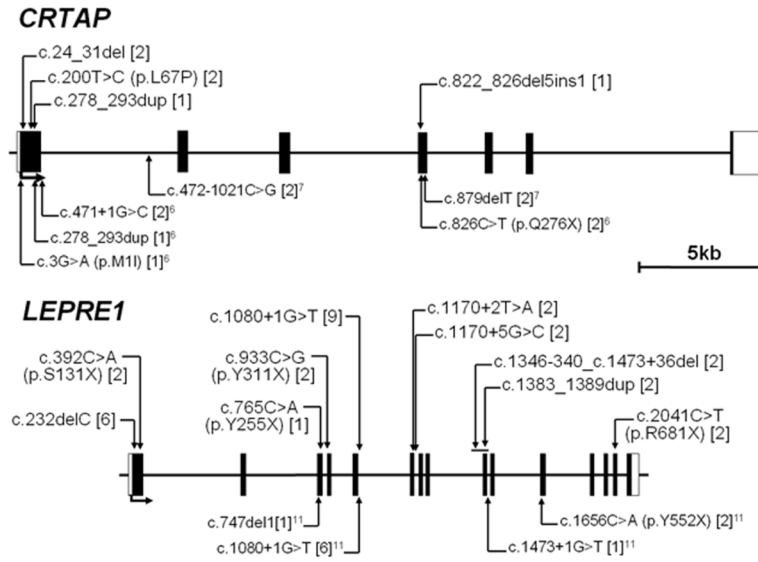 CRTAP
c.24_31del [2]
c.200T>C (p.L67P) [2]
c.278_293dup [1]
c.822_826del5ins1 [1]
c.472-1021C>G [2]7
c.879delT [2]7
c.471+1G>C [2]6
c.826C>T (p.Q276X) [2]6
c.278_293dup [1]6
c.3G>A (p.M1I) [1]6
5kb
LEPRE1
c.1080+1G>T [9]
c.1170+2T>A [2]
c.1170+5G>C [2]
c.392C>A
(p.S131X) [2]
c.933C>G
(p.Y311X) [2]
c.1346-340_c.1473+36del [2]
c.1383_1389dup [2]
c.232delC [6]
c.765C>A
(p.Y255X) [1]
c.2041C>T
(p.R681X) [2]
c.747del1[1]11
c.1656C>A (p.Y552X) [2]11
c.1080+1G>T [6]11
c.1473+1G>T [1]11